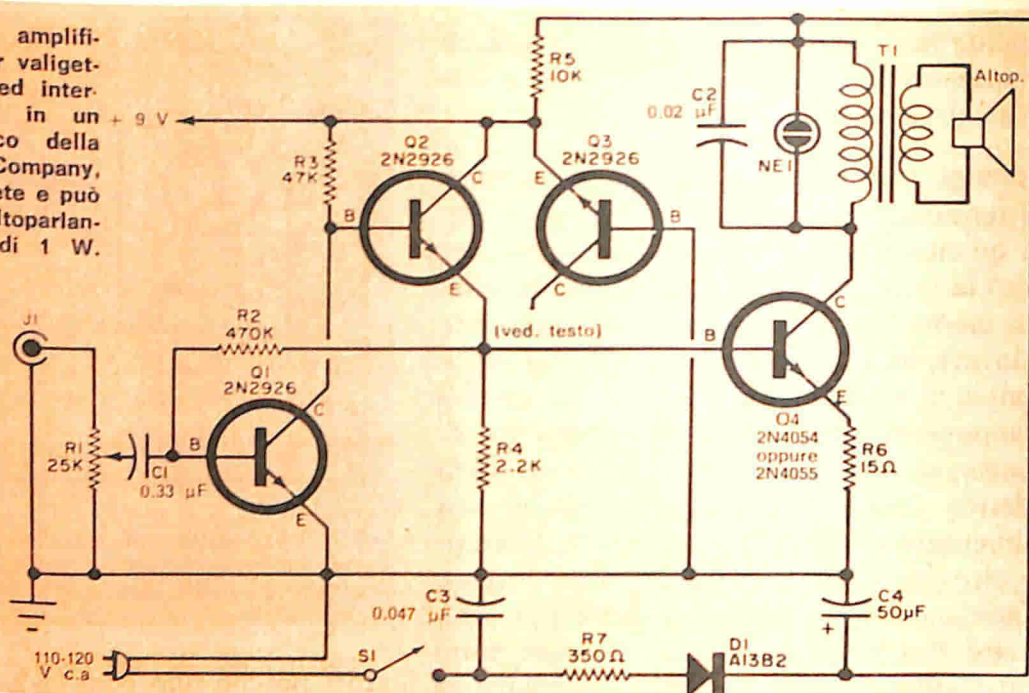 amplifi-
r valiget-
ed inter-
in un
co della
Company,
ete e può
ltoparlan-
di 1 W.
+ 9 V
R5
10K
T1
Altop.
C2
0,02 µF
NE1
R3
47K
Q2
2N2926
Q3
2N2926
C
E
B
B
E
C
(ved. testo)
J1
R2
470K
Q1
2N2926
B
C
B
C
E
R1
25K
C1
0.33 µF
E
R4
2.2K
Q4
2N4054
oppure
2N4055
R6
15Ω
C3
0.047 µF
C4
50µF
+
110-120
V c.a
S1
R7
350Ω
D1
A13B2